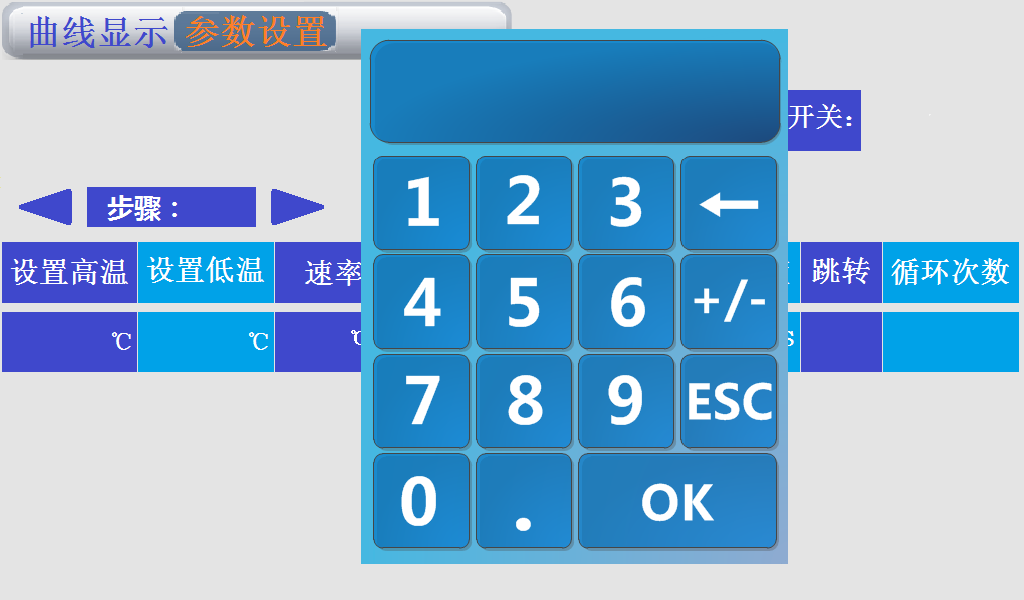 曲线显示 参数设置
开关：
1 2 3 ←
步骤：
设置高温 设置低温 速率 跳转 循环次数
4 5 6 +/-
℃ ℃ ℃ S
7 8 9 ESC
0 . OK